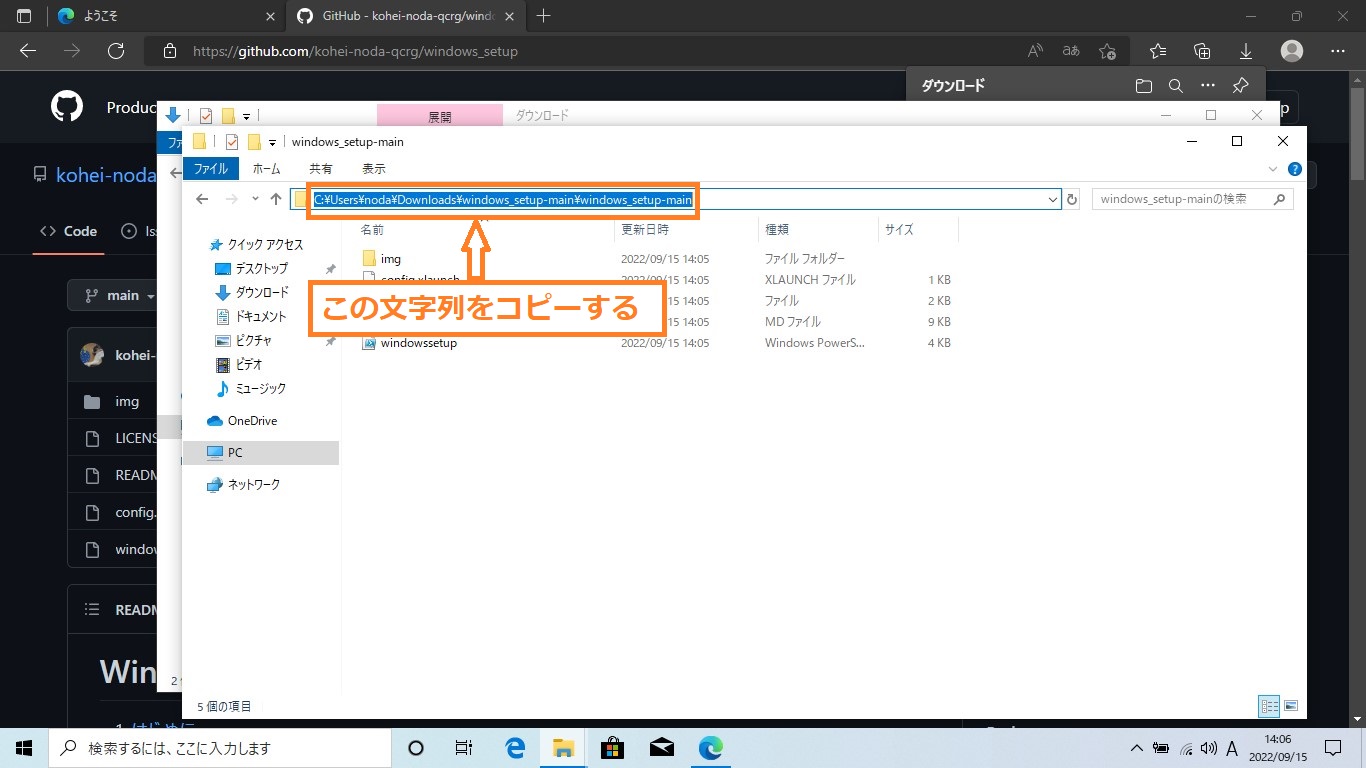 ようこそ
GitHub - kohei-noda-qcrg/windo
https://github.com/kohei-noda-qcrg/windows_setup
ダウンロード
Produc
展開
ダウンロード
windows_setup-main
kohei-noda
ファイル
ホーム
共有
表示
C:¥Users¥noda¥Downloads¥windows_setup-main¥windows_setup-main
windows_setup-mainの検索
Code
Iss
名前
更新日時
種類
サイズ
クイック アクセス
img
2022/09/15 14:05
ファイル フォルダー
デスクトップ
config.xlaunch
2022/09/15 14:05
XLAUNCH ファイル
1 KB
main
ダウンロード
この文字列をコピーする
/09/15 14:05
ファイル
2 KB
ドキュメント
/09/15 14:05
MD ファイル
9 KB
ピクチャ
windowssetup
2022/09/15 14:05
Windows PowerS...
4 KB
kohei-
ビデオ
ミュージック
img
OneDrive
LICENS
PC
READM
ネットワーク
config.
window
READM
Win
5 個の項目
1. はじめに
検索するには、ここに入力します
A
14:06
2022/09/15